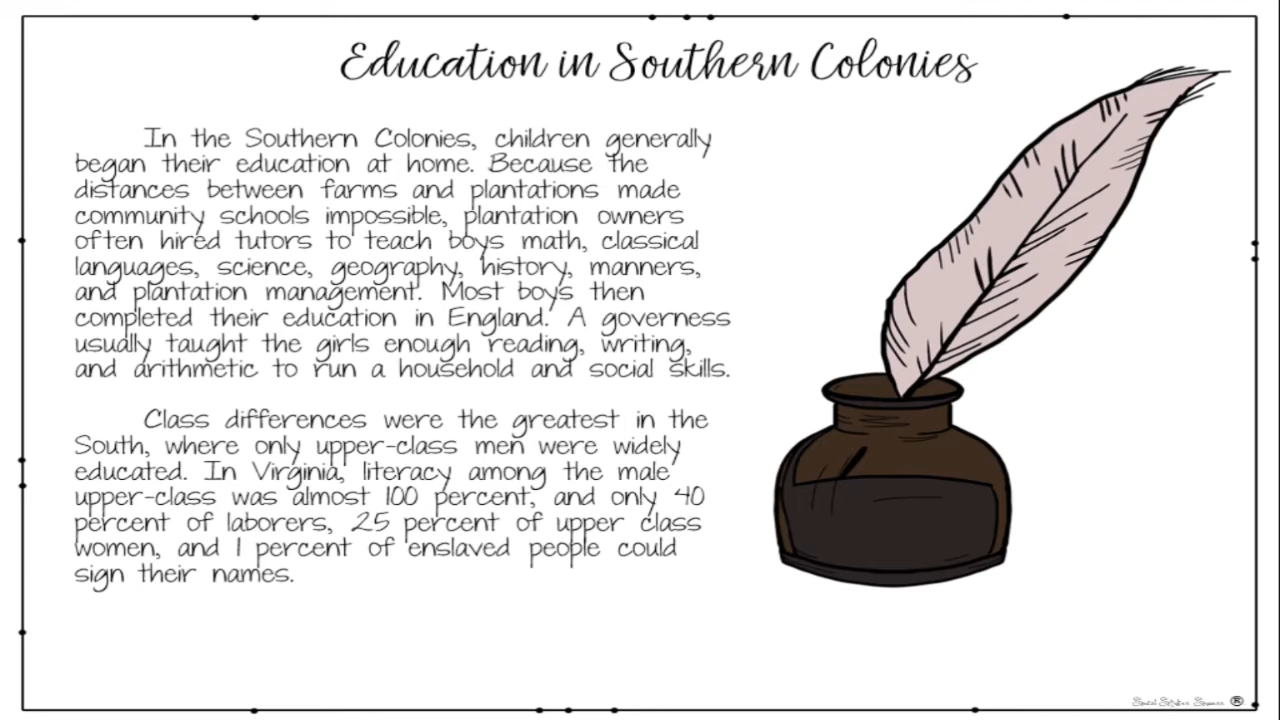 Education in Southern Colonies
In the Southern Colonies, children generally
began their education at home. Because the
distances between farms and plantations made
community schools impossible, plantation owners
often hired tutors to teach boys math, classical
languages, science, geography, history, manners,
and plantation management. Most boys then
completed their education in England. A governess
usually taught the girls enough reading, writing,
and arithmetic to run a household and social skills.
Class differences were the greatest in the
South, where only upper-class men were widely
educated. In Virginia, literacy among the male
upper-class was almost 100 percent, and only 40
percent of laborers, 25 percent of upper class
women, and 1 percent of enslaved people could
sign their names.
Social Studies ®